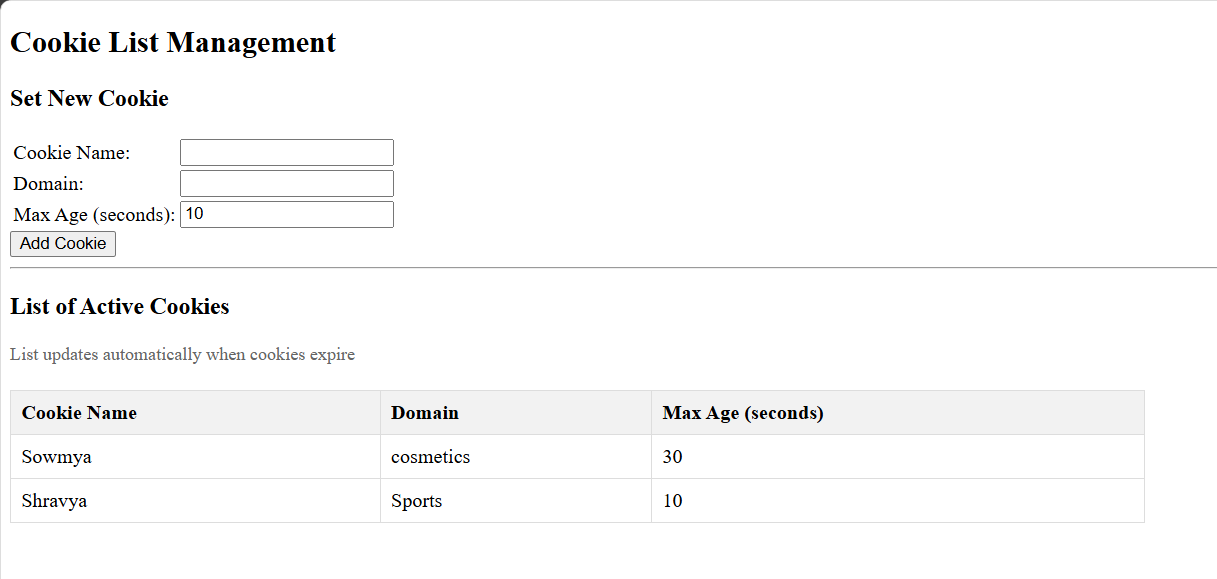 Cookie List Management
Set New Cookie
Cookie Name:
Domain:
Max Age (seconds): 10
Add Cookie
List of Active Cookies
List updates automatically when cookies expire
Cookie Name Domain Max Age (seconds)
Sowmya cosmetics 30
Shravya Sports 10